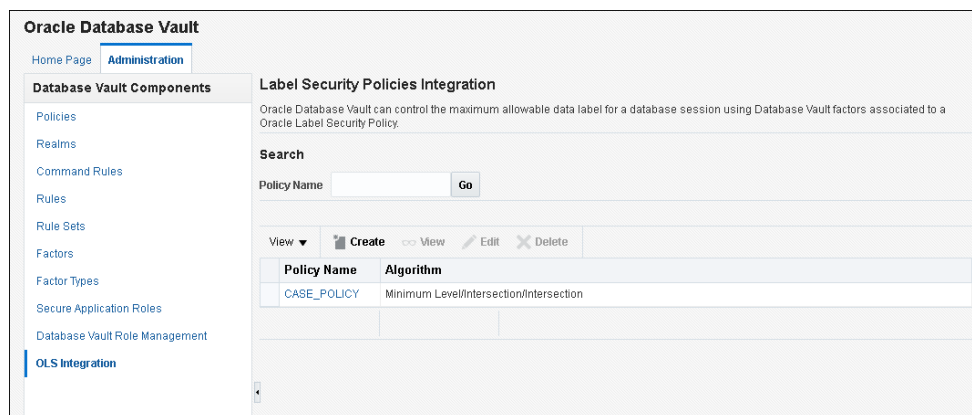 Oracle Database Vault
Home Page Administration
Database Vault Components
Policies
Realms
Command Rules
Rules
Rule Sets
Factors
Factor Types
Secure Application Roles
Database Vault Role Management
OLS Integration
Label Security Policies Integration
Oracle Database Vault can control the maximum allowable data label for a database session using Database Vault factors associated to a
Oracle Label Security Policy.
Search
Policy Name Go
View Create View Edit Delete
Policy Name Algorithm
CASE_POLICY Minimum Level/Intersection/Intersection